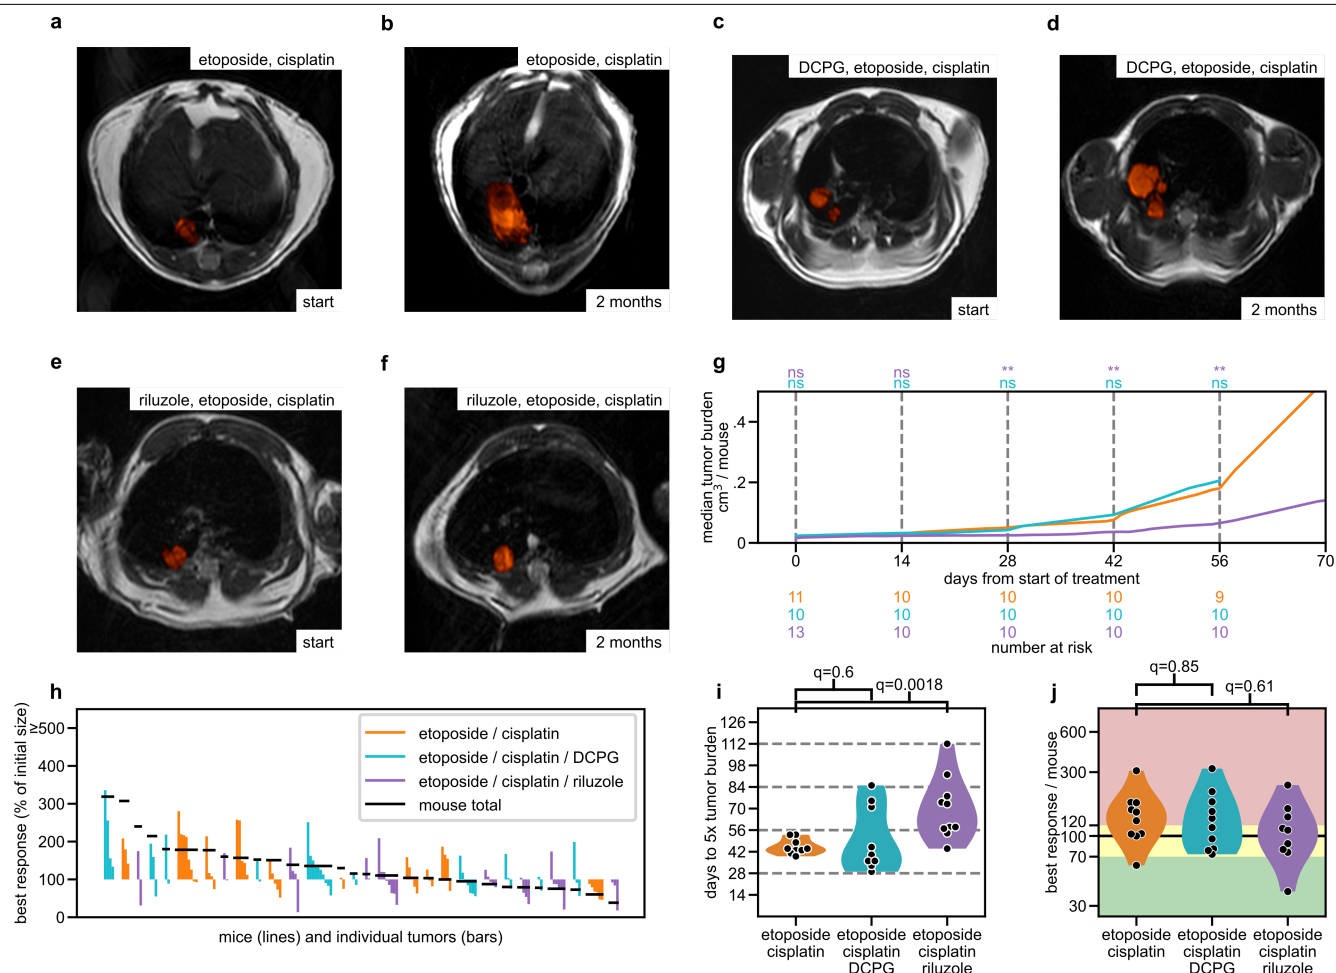 a
b
c
d
etoposide, cisplatin
etoposide, cisplatin
DCPG, etoposide, cisplatin
DCPG, etoposide, cisplatin
start
2 months
start
2 months
e
f
g
riluzole, etoposide, cisplatin
riluzole, etoposide, cisplatin
start
2 months
ns ns ** ** **
ns ns ns ns ns
median tumor burden
cm³ / mouse
.4
.2
0
0 14 28 42 56 70
days from start of treatment
11 10 10 10 9
10 10 10 10 10
13 10 10 10 10
number at risk
h
best response (% of initial size)
≥500
400
300
200
100
0
etoposide / cisplatin
etoposide / cisplatin / DCPG
etoposide / cisplatin / riluzole
mouse total
mice (lines) and individual tumors (bars)
i
q=0.6
q=0.0018
days to 5x tumor burden
126
112
98
84
70
56
42
28
14
etoposide
cisplatin
etoposide
cisplatin
DCPG
etoposide
cisplatin
riluzole
j
q=0.85
q=0.61
best response / mouse
600
300
120
100
70
30
etoposide
cisplatin
etoposide
cisplatin
DCPG
etoposide
cisplatin
riluzole